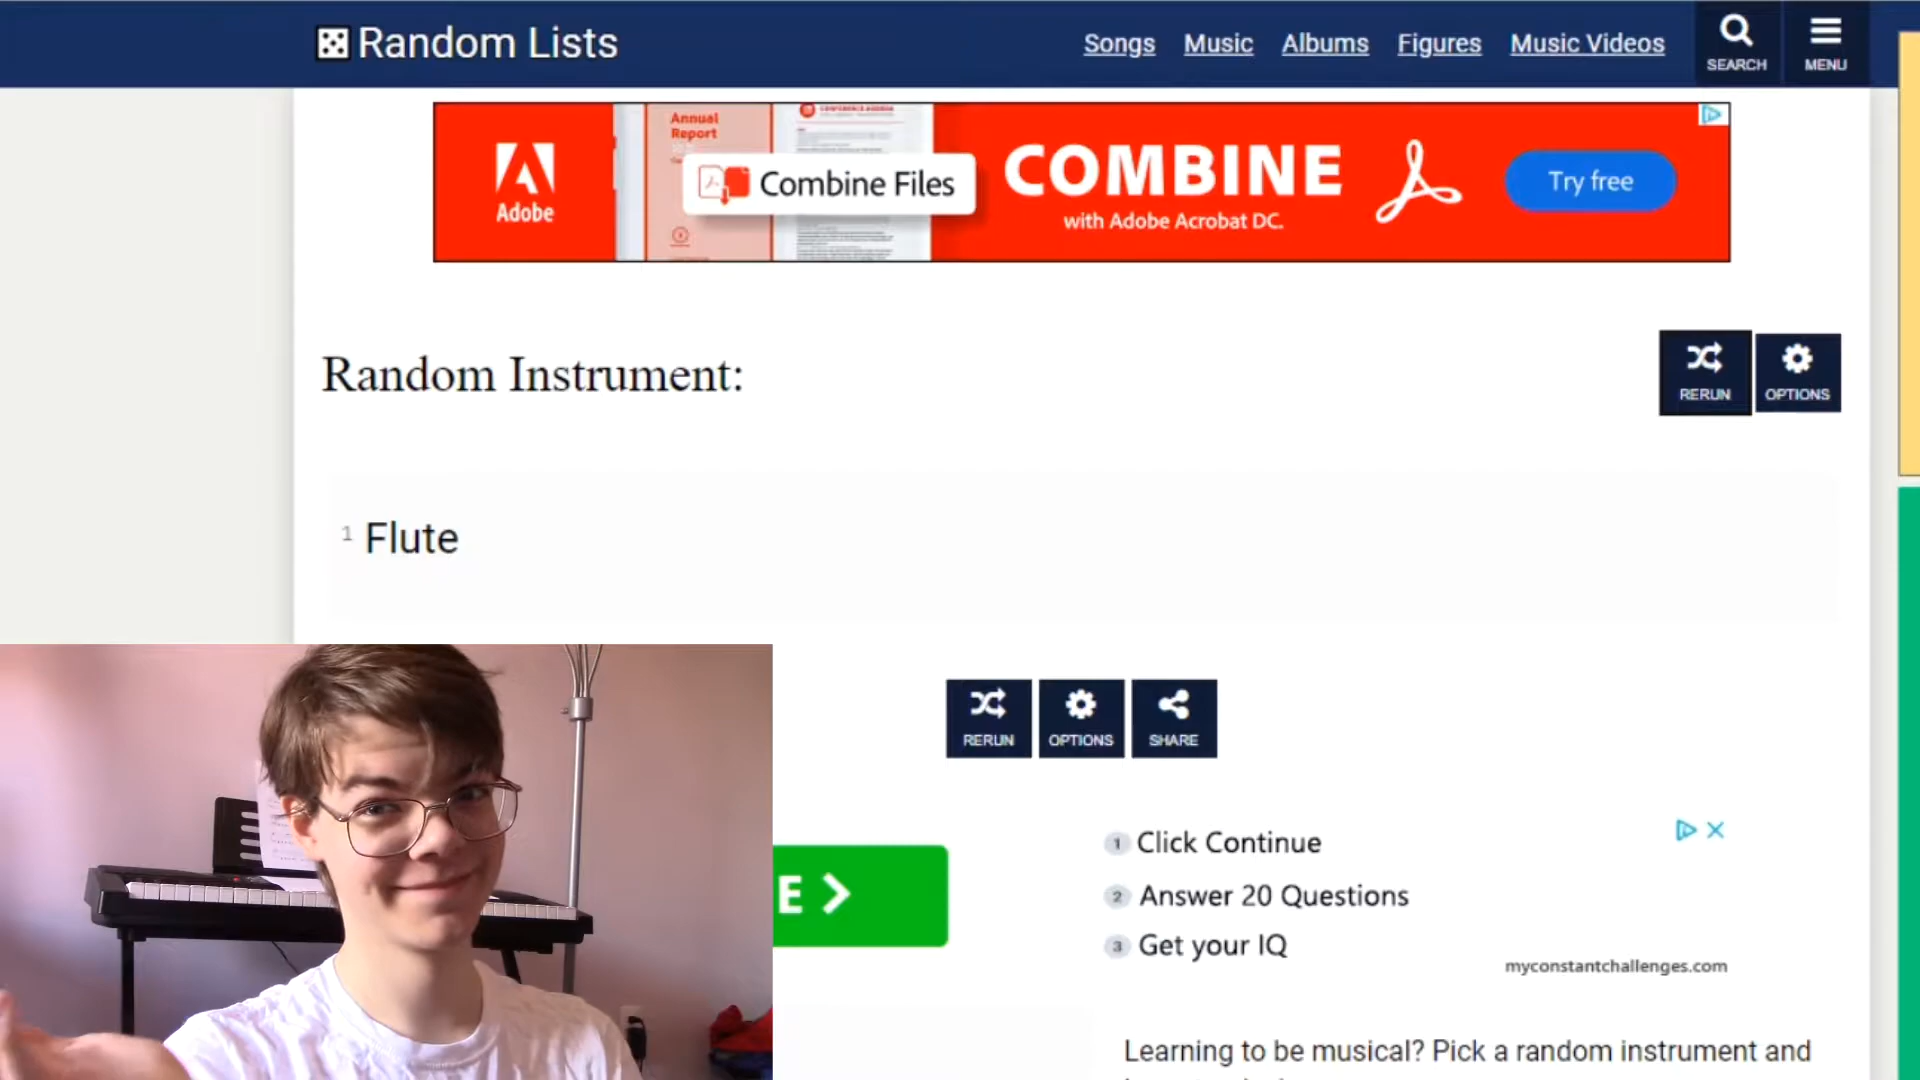 Random Lists
Songs Music Albums Figures Music Videos
SEARCH MENU
Annual
Report
Adobe
Combine Files
COMBINE
with Adobe Acrobat DC.
Try free
Random Instrument:
RERUN OPTIONS
1 Flute
RERUN OPTIONS SHARE
E >
1 Click Continue
2 Answer 20 Questions
3 Get your IQ
myconstantchallenges.com
Learning to be musical? Pick a random instrument and